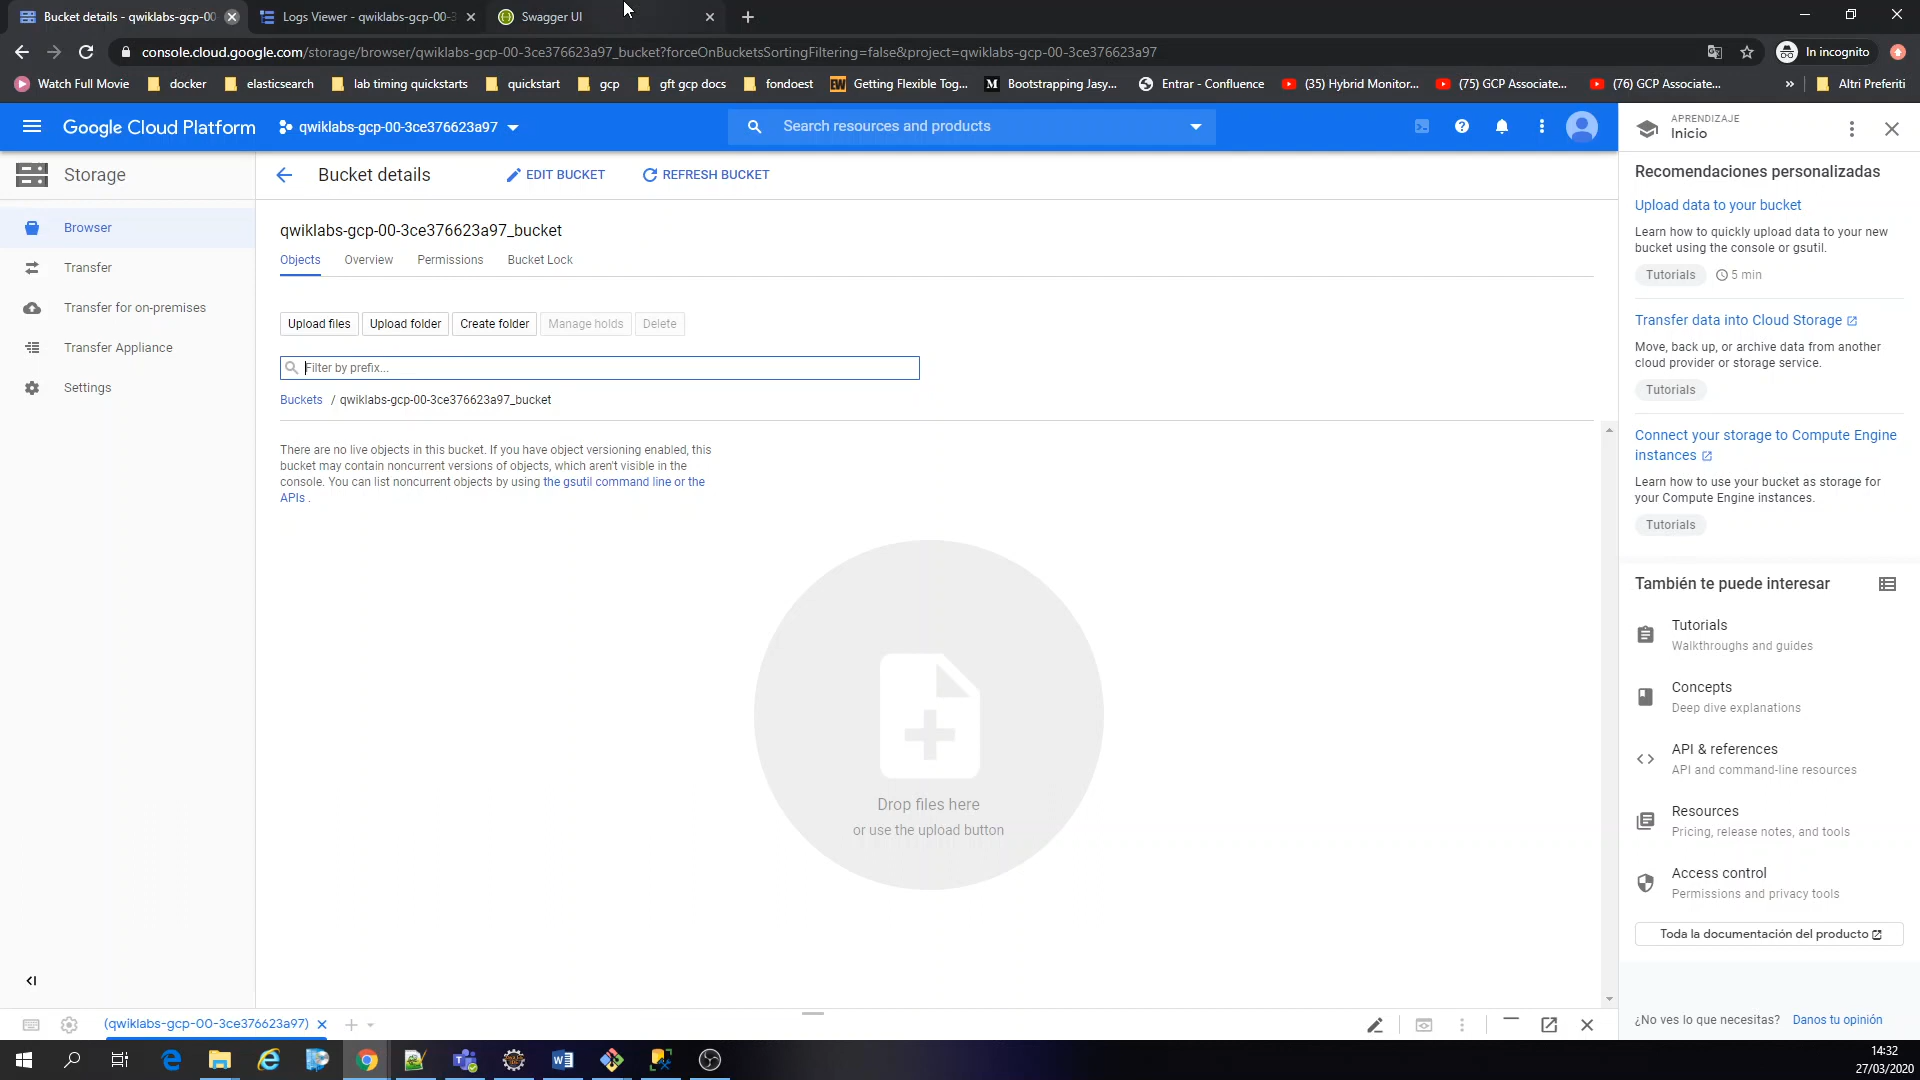 Bucket details - qwiklabs-gcp-00
Logs Viewer - qwiklabs-gcp-00-3
Swagger UI
console.cloud.google.com/storage/browser/qwiklabs-gcp-00-3ce376623a97_bucket?forceOnBucketsSortingFiltering=false&project=qwiklabs-gcp-00-3ce376623a97
In incognito
Watch Full Movie
docker
elasticsearch
lab timing quickstarts
quickstart
gcp
gft gcp docs
fondoest
Getting Flexible Tog...
Bootstrapping Jasy...
Entrar - Confluence
(35) Hybrid Monitor...
(75) GCP Associate...
(76) GCP Associate...
»
Altri Preferiti
Google Cloud Platform
qwiklabs-gcp-00-3ce376623a97
Search resources and products
APRENDIZAJE
Inicio
Storage
Bucket details
EDIT BUCKET
REFRESH BUCKET
Browser
Transfer
Transfer for on-premises
Transfer Appliance
Settings
qwiklabs-gcp-00-3ce376623a97_bucket
Objects Overview Permissions Bucket Lock
Upload files Upload folder Create folder Manage holds Delete
Filter by prefix...
Buckets / qwiklabs-gcp-00-3ce376623a97_bucket
There are no live objects in this bucket. If you have object versioning enabled, this
bucket may contain noncurrent versions of objects, which aren't visible in the
console. You can list noncurrent objects by using the gsutil command line or the
APIs .
Drop files here
or use the upload button
Recomendaciones personalizadas
Upload data to your bucket
Learn how to quickly upload data to your new
bucket using the console or gsutil.
Tutorials 5 min
Transfer data into Cloud Storage
Move, back up, or archive data from another
cloud provider or storage service.
Tutorials
Connect your storage to Compute Engine
instances
Learn how to use your bucket as storage for
your Compute Engine instances.
Tutorials
También te puede interesar
Tutorials
Walkthroughs and guides
Concepts
Deep dive explanations
API & references
API and command-line resources
Resources
Pricing, release notes, and tools
Access control
Permissions and privacy tools
Toda la documentación del producto
¿No ves lo que necesitas? Danos tu opinión
(qwiklabs-gcp-00-3ce376623a97)
14:32
27/03/2020